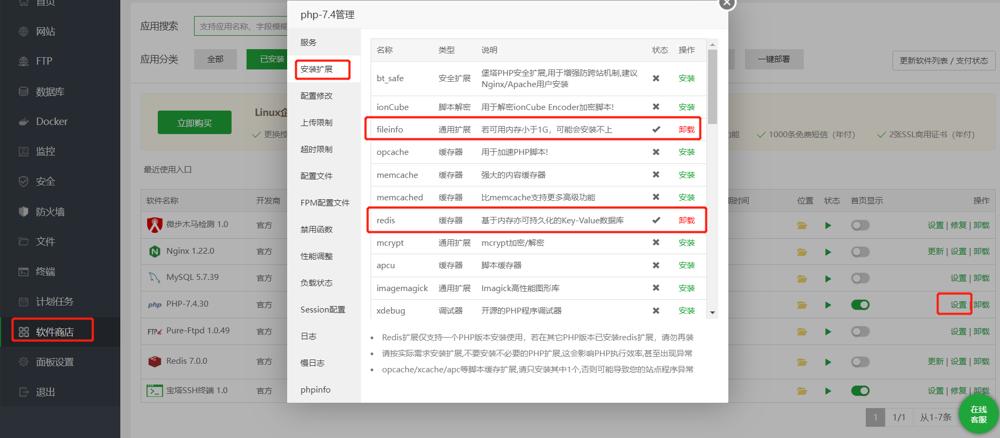 首页
网站
FTP
数据库
Docker
监控
安全
防火墙
文件
终端
计划任务
软件商店
面板设置
退出
应用搜索
支持应用名称、字段模糊
应用分类
全部
已安装
一键部署
更新软件列表 / 支付状态
立即购买
Linux企
更换授
功能
1000条免费短信（年付）
2张SSL商用证书（年付）
最近使用入口
软件名称 开发商 期时间 位置 状态 首页显示 操作
微步木马检测 1.0 官方 设置 | 修复 | 卸载
Nginx 1.22.0 官方 更新 | 设置 | 卸载
MySQL 5.7.39 官方 设置 | 卸载
php PHP-7.4.30 官方 设置 | 卸载
FTPd Pure-Ftpd 1.0.49 官方 设置 | 卸载
Redis 7.0.0 官方 更新 | 设置 | 卸载
宝塔SSH终端 1.0 官方 设置 | 修复 | 卸载
1 1/1 从1-7条
在线
客服
php-7.4管理
服务
安装扩展
配置修改
上传限制
超时限制
配置文件
FPM配置文件
禁用函数
性能调整
负载状态
Session配置
日志
慢日志
phpinfo
名称 类型 说明 状态 操作
bt_safe 安全扩展 堡塔PHP安全扩展,用于增强防跨站机制,建议
Nginx/Apache用户安装 安装
ionCube 脚本解密 用于解密ionCube Encoder加密脚本! 安装
fileinfo 通用扩展 若可用内存小于1G，可能会安装不上 卸载
opcache 缓存器 用于加速PHP脚本! 安装
memcache 缓存器 强大的内容缓存器 安装
memcached 缓存器 比memcache支持更多高级功能 安装
redis 缓存器 基于内存亦可持久化的Key-Value数据库 卸载
mcrypt 通用扩展 mcrypt加密/解密 安装
apcu 缓存器 脚本缓存器 安装
imagemagick 通用扩展 Imagick高性能图形库 安装
xdebug 调试器 开源的PHP程序调试器 安装
Redis扩展仅支持一个PHP版本安装使用，若在其它PHP版本已安装redis扩展，请勿再装
请按实际需求安装扩展,不要安装不必要的PHP扩展,这会影响PHP执行效率,甚至出现异常
opcache/xcache/apc等脚本缓存扩展,请只安装其中1个,否则可能导致您的站点程序异常